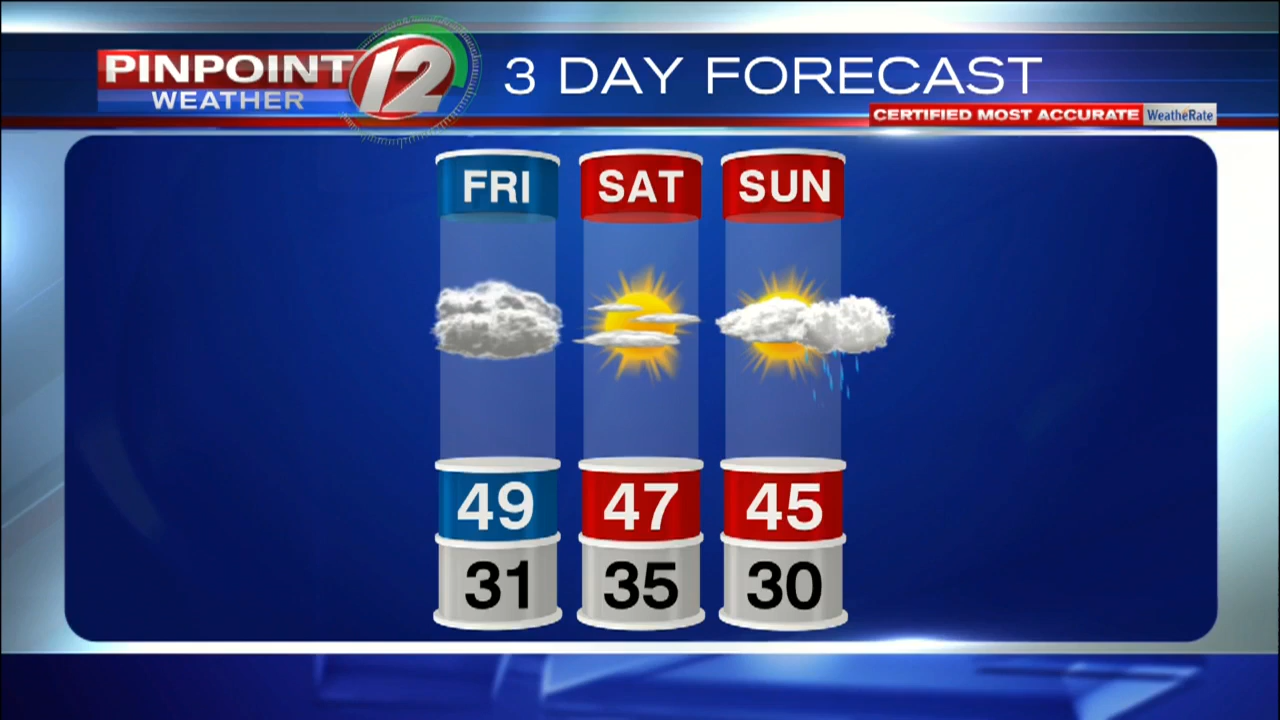 PINPOINT 12
WEATHER
3 DAY FORECAST
CERTIFIED MOST ACCURATE WeatheRate
FRI SAT SUN
49 47 45
31 35 30